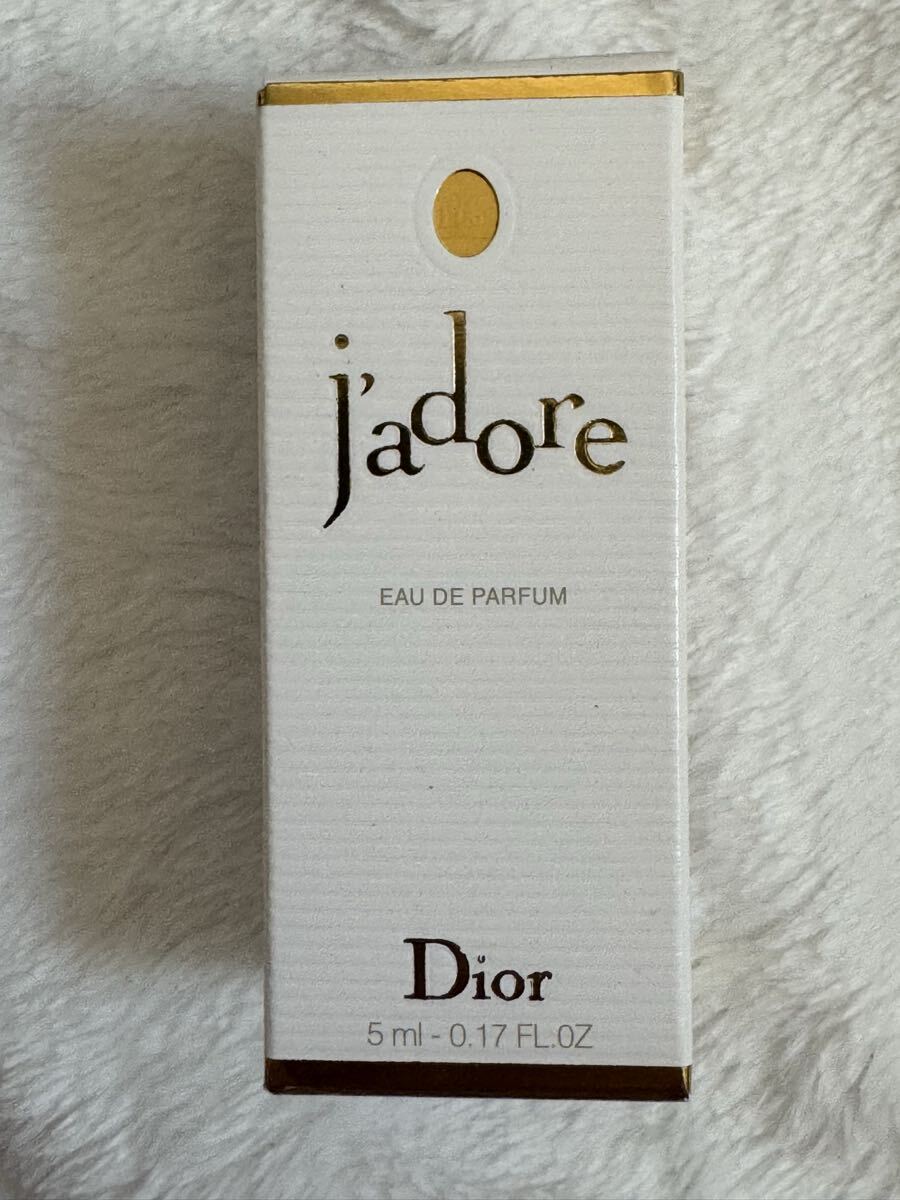 j'adore
EAU DE PARFUM
Dior
5 ml - 0.17 FL.OZ